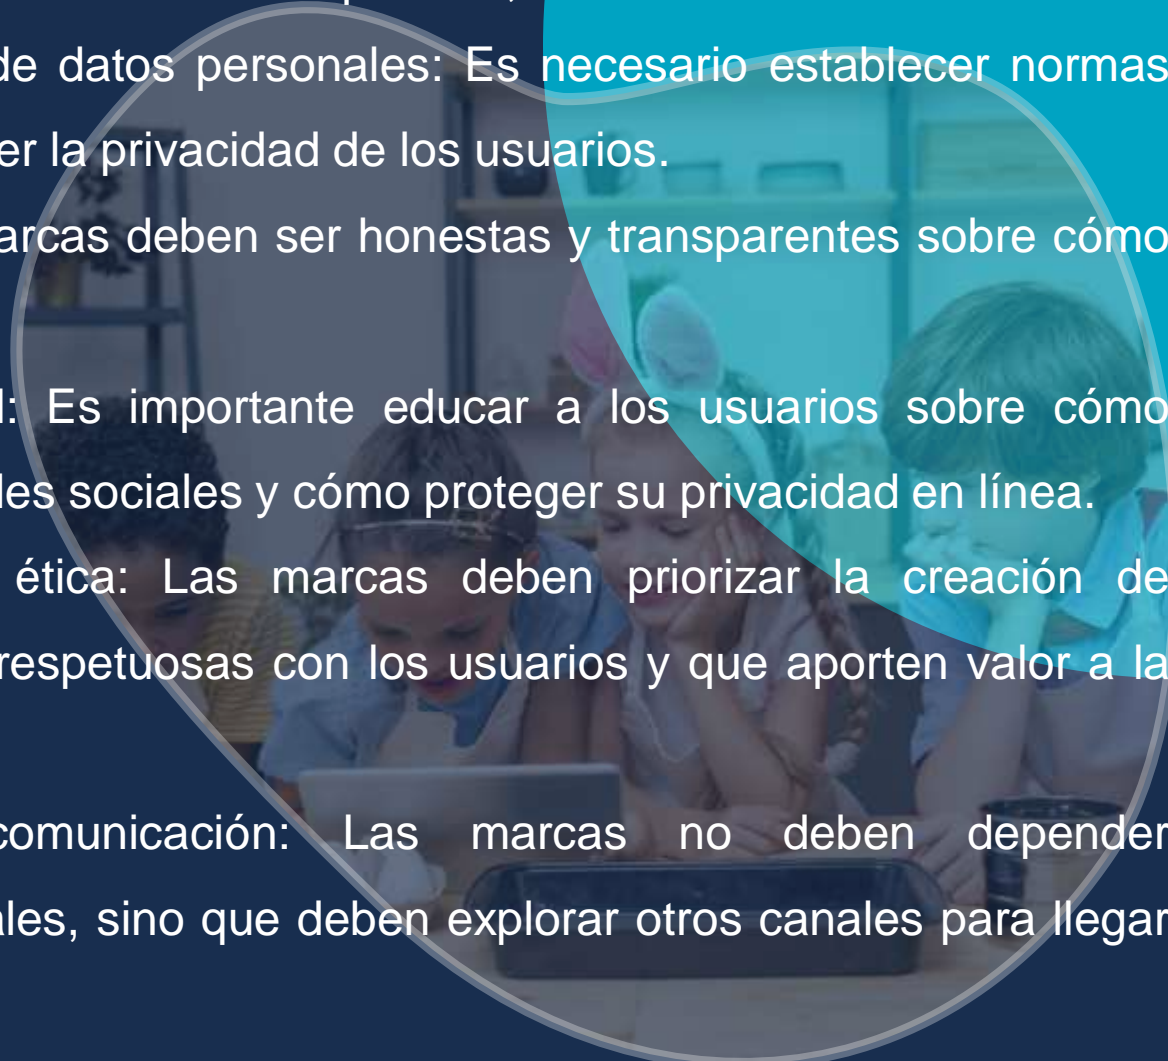 de datos personales: Es necesario establecer normas
er la privacidad de los usuarios.
arcas deben ser honestas y transparentes sobre cómo
: Es importante educar a los usuarios sobre cómo
les sociales y cómo proteger su privacidad en línea.
ética: Las marcas deben priorizar la creación de
respetuosas con los usuarios y que aporten valor a la
comunicación: Las marcas no deben depender
ales, sino que deben explorar otros canales para llegar